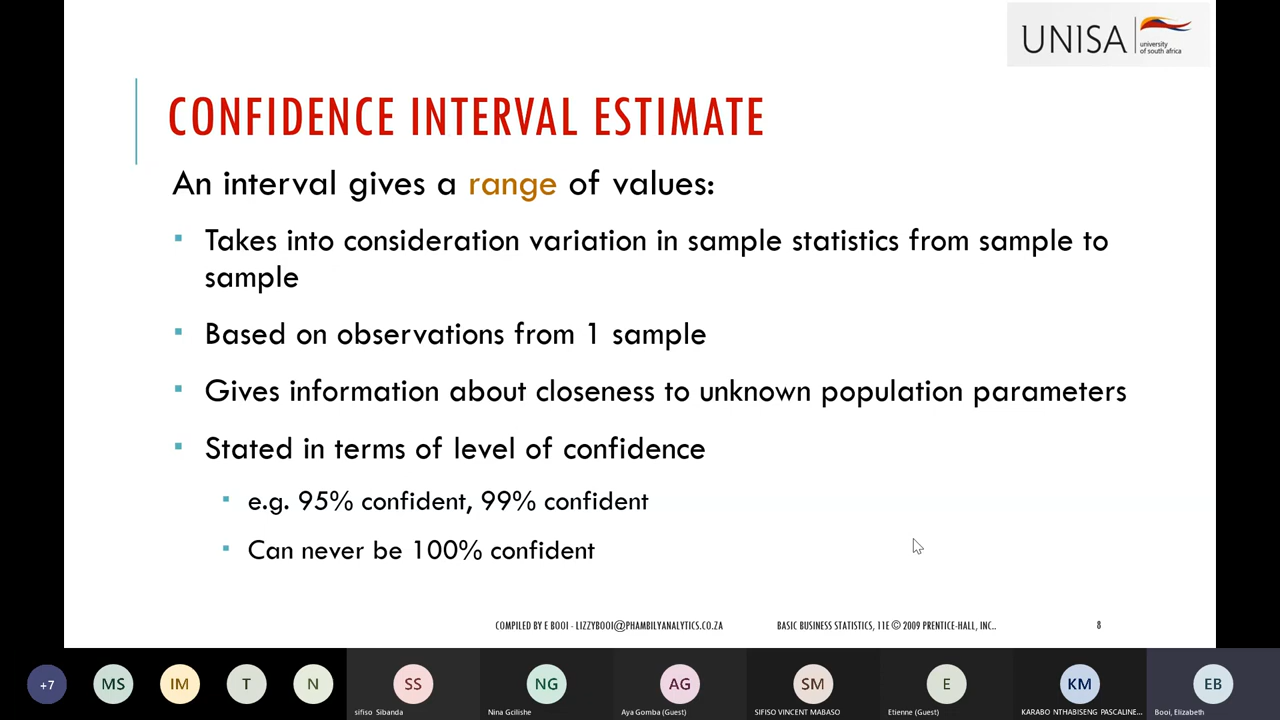 UNISA
university
of south africa
CONFIDENCE INTERVAL ESTIMATE
An interval gives a range of values:
Takes into consideration variation in sample statistics from sample to
sample
Based on observations from 1 sample
Gives information about closeness to unknown population parameters
Stated in terms of level of confidence
e.g. 95% confident, 99% confident
Can never be 100% confident
COMPILED BY E BOOI - LIZZYBOOI@PHAMBILYANALYTICS.CO.ZA
BASIC BUSINESS STATISTICS, 11E © 2009 PRENTICE-HALL, INC..
8
+7
MS
IM
T
N
SS
NG
AG
SM
E
KM
EB
sifiso Sibanda
Nina Gcilishe
Aya Gomba (Guest)
SIFISO VINCENT MABASO
Etienne (Guest)
KARABO NTHABISENG PASCALINE...
Booi, Elizabeth